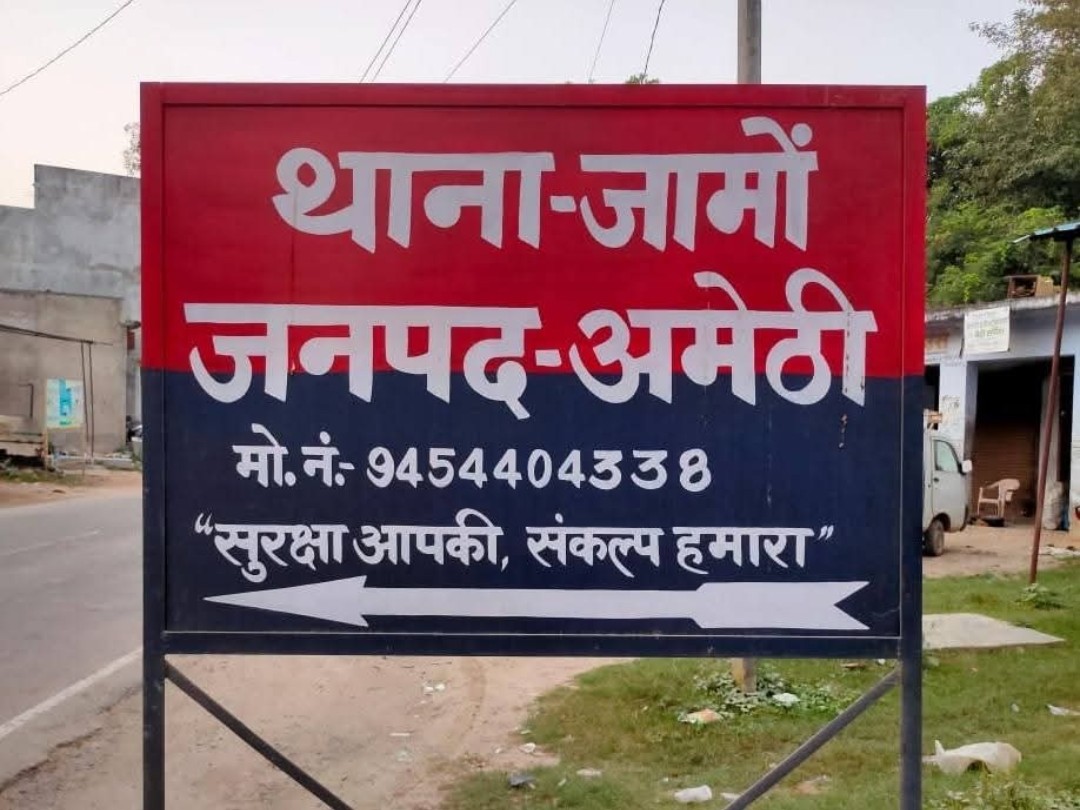 थाना-जामों
जनपद-अमेठी
मो. नं:- 9454404338
“सुरक्षा आपकी, संकल्प हमारा”